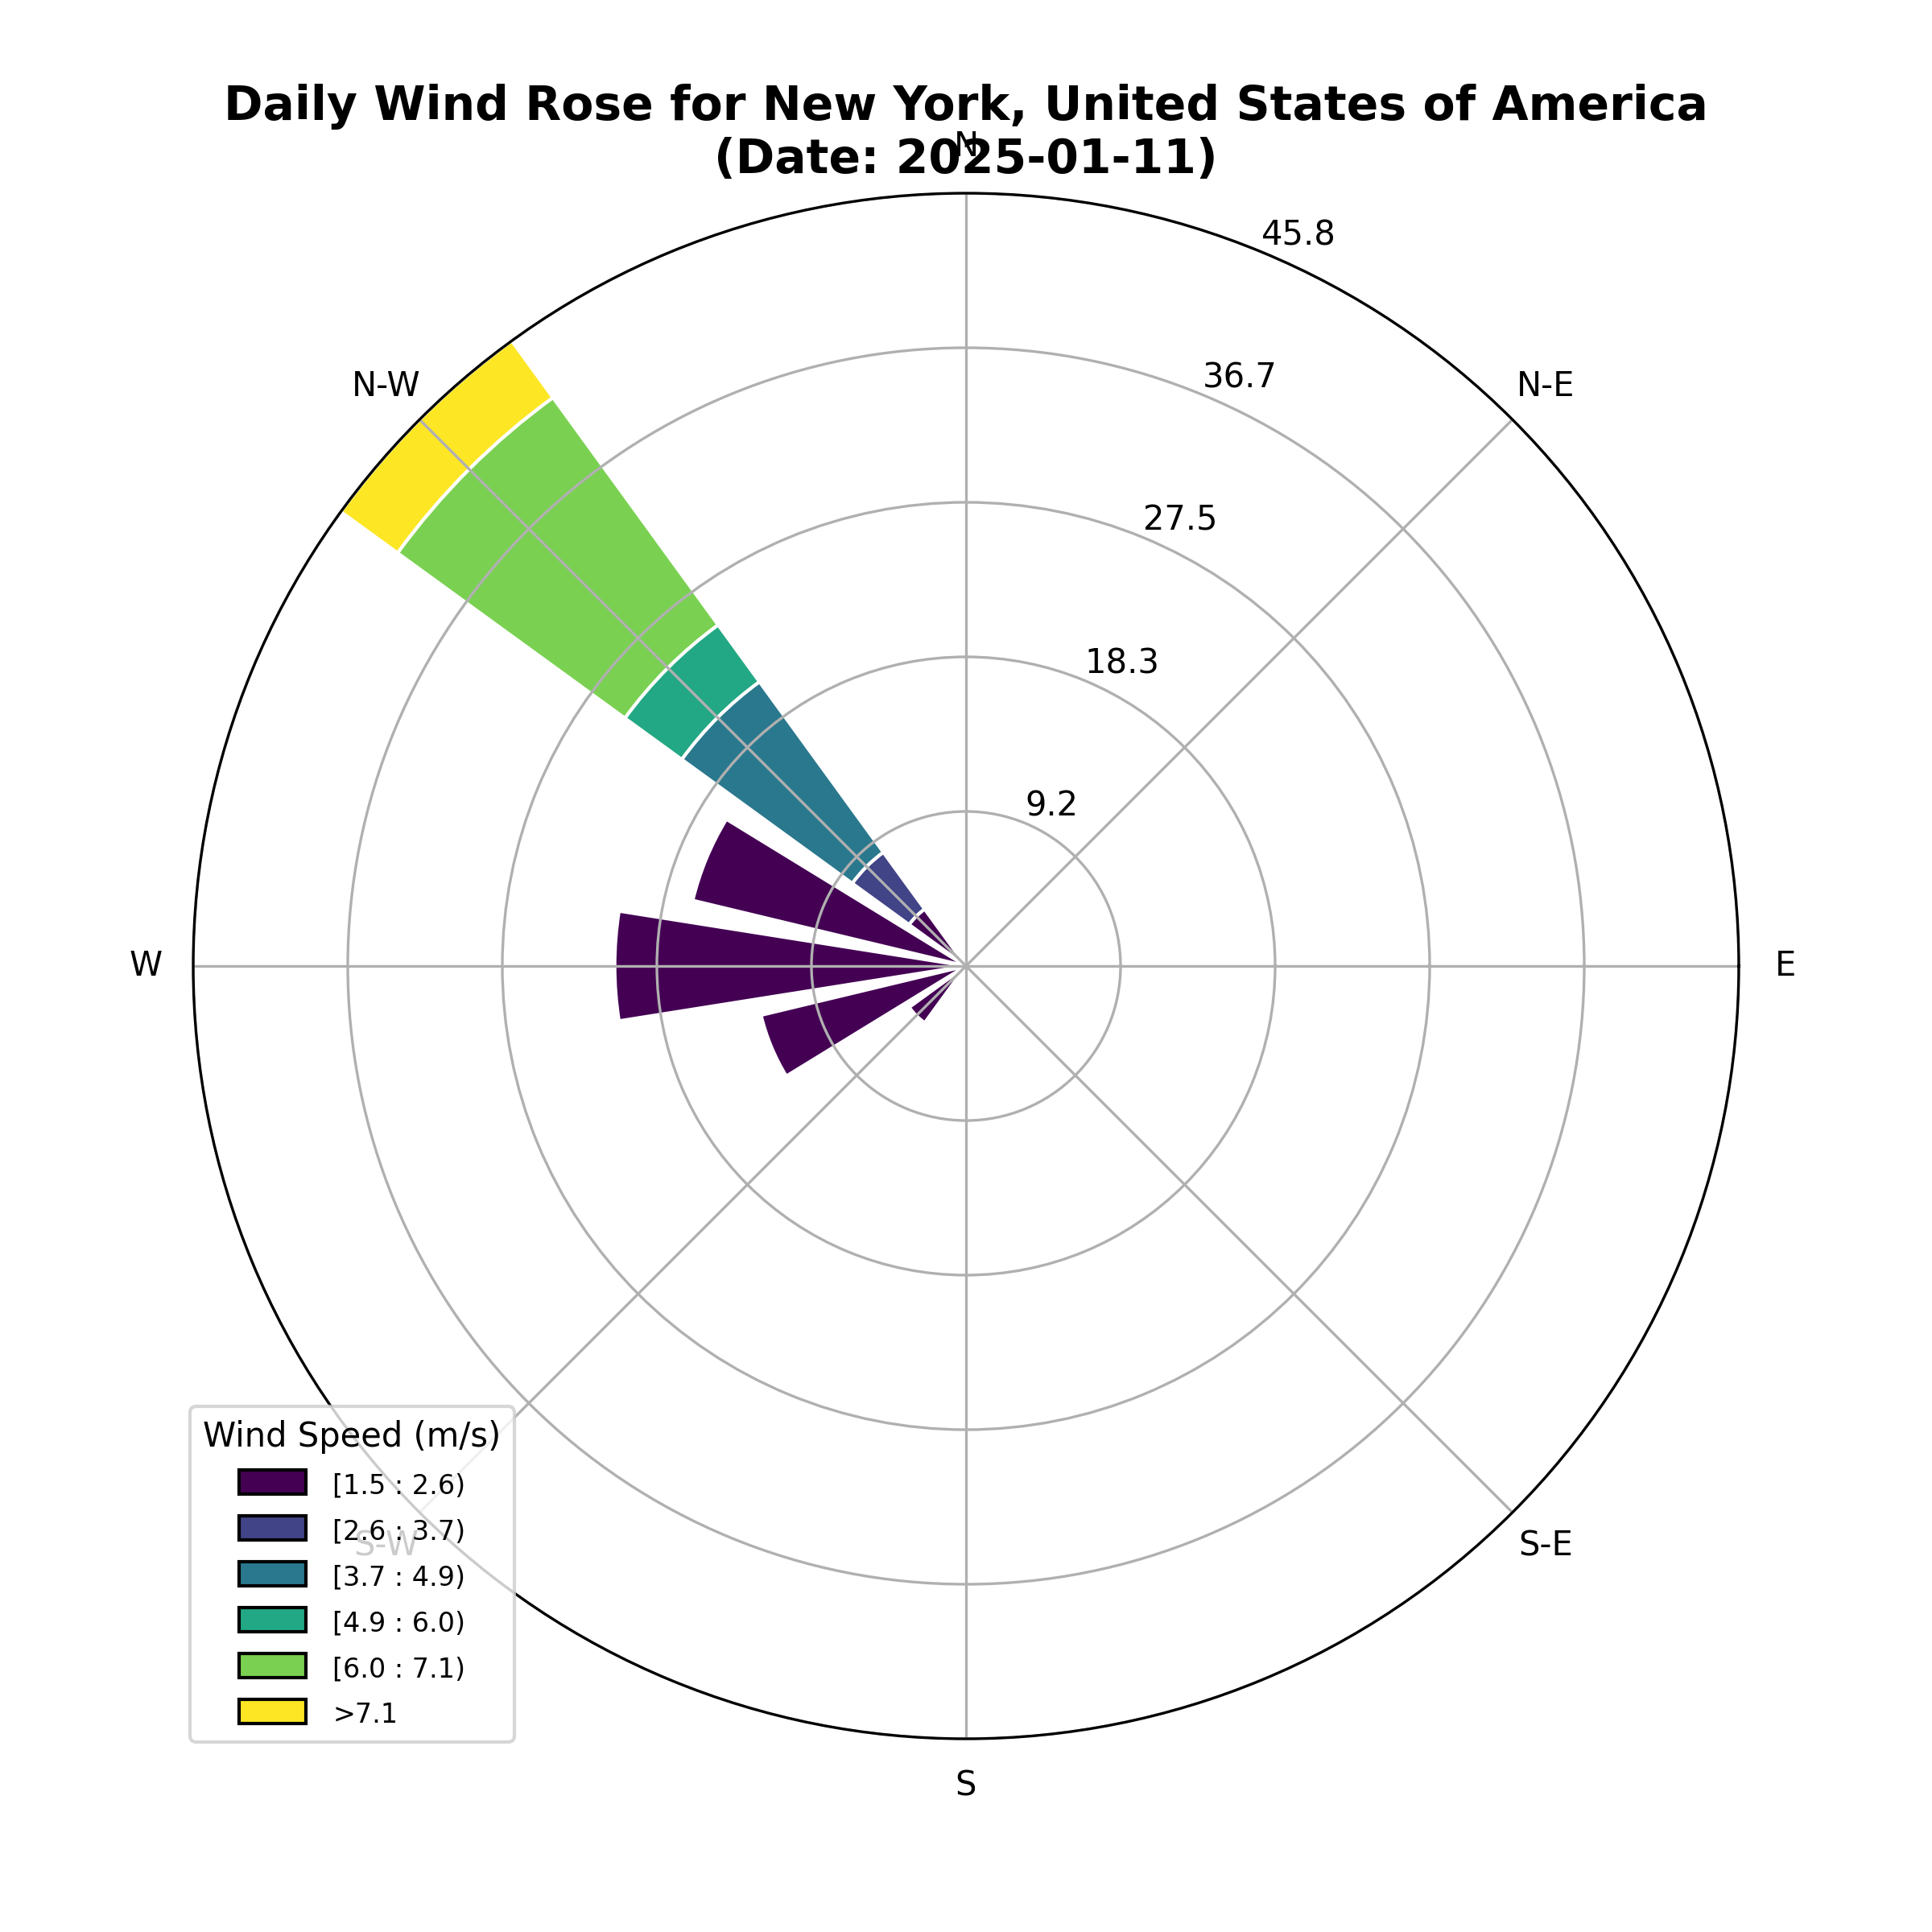 Daily Wind Rose for New York, United States of America
(Date: 2025-01-11)
N
45.8
36.7
N-W
N-E
27.5
18.3
9.2
W
E
Wind Speed (m/s)
[1.5 : 2.6)
[2.6 : 3.7)
S-W
S-E
[3.7 : 4.9)
[4.9 : 6.0)
[6.0 : 7.1)
>7.1
S